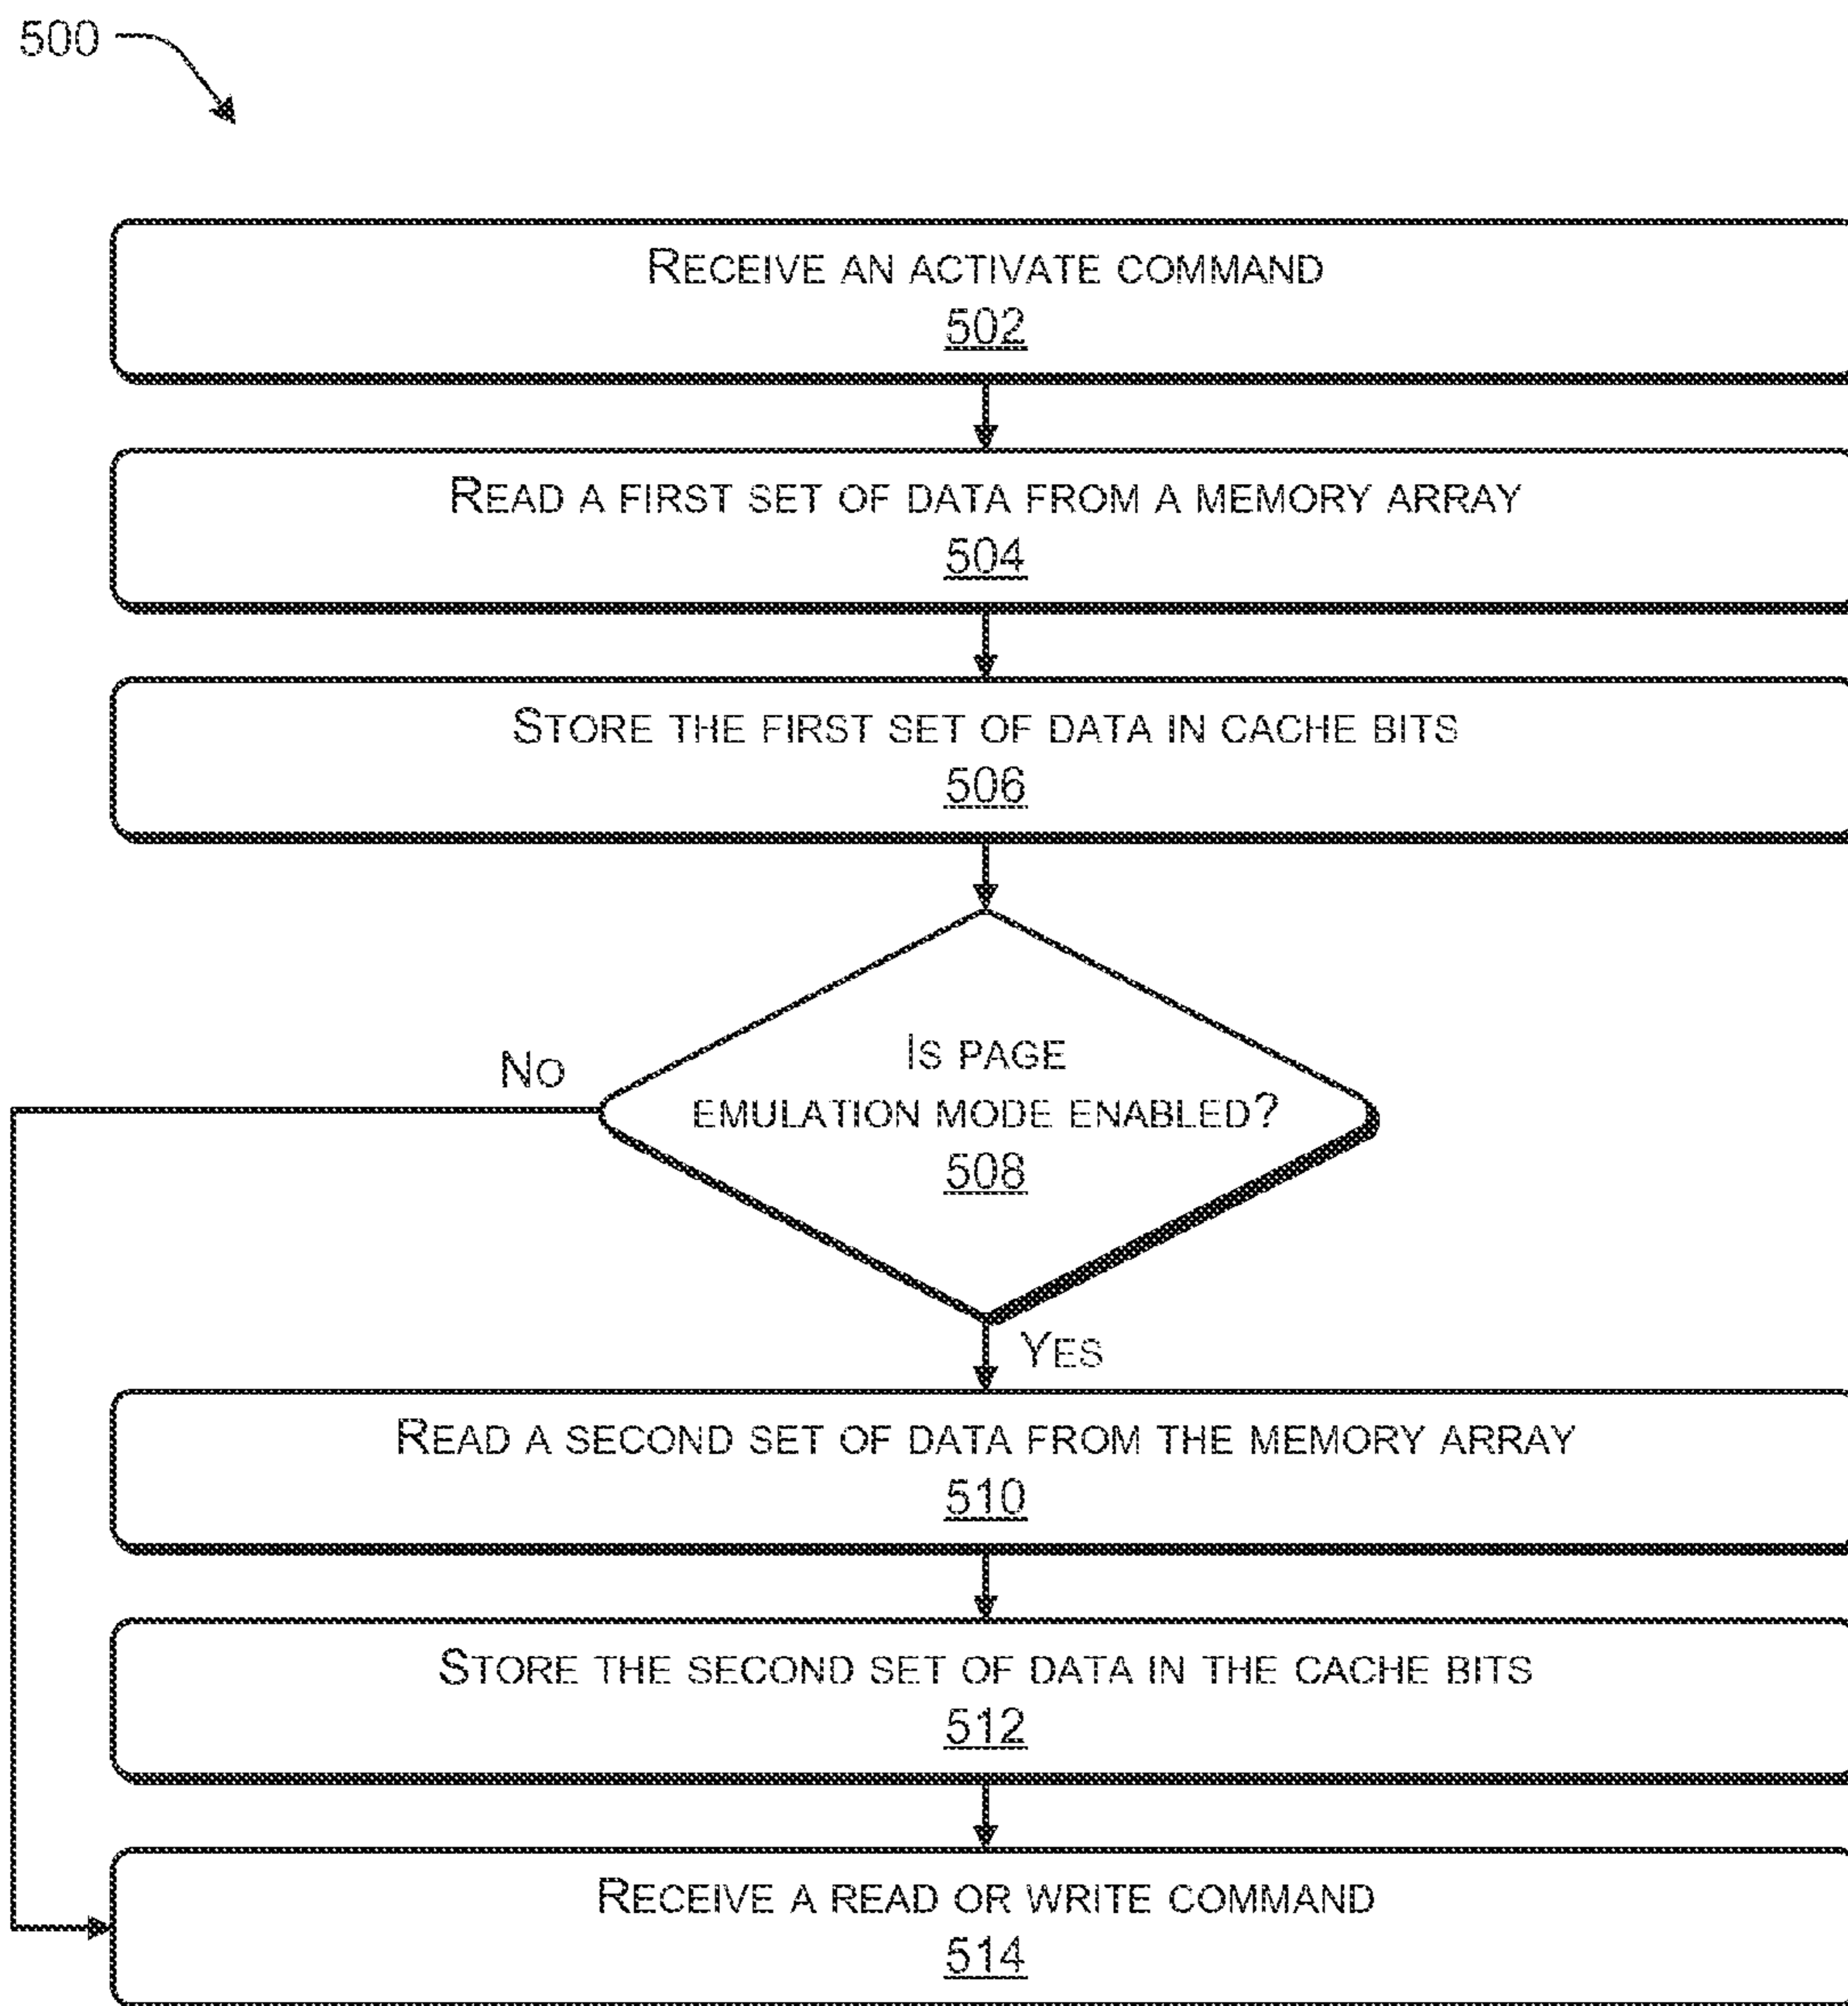 500
RECEIVE AN ACTIVATE COMMAND
502
READ A FIRST SET OF DATA FROM A MEMORY ARRAY
504
STORE THE FIRST SET OF DATA IN CACHE BITS
506
IS PAGE
EMULATION MODE ENABLED?
508
NO
YES
READ A SECOND SET OF DATA FROM THE MEMORY ARRAY
510
STORE THE SECOND SET OF DATA IN THE CACHE BITS
512
RECEIVE A READ OR WRITE COMMAND
514